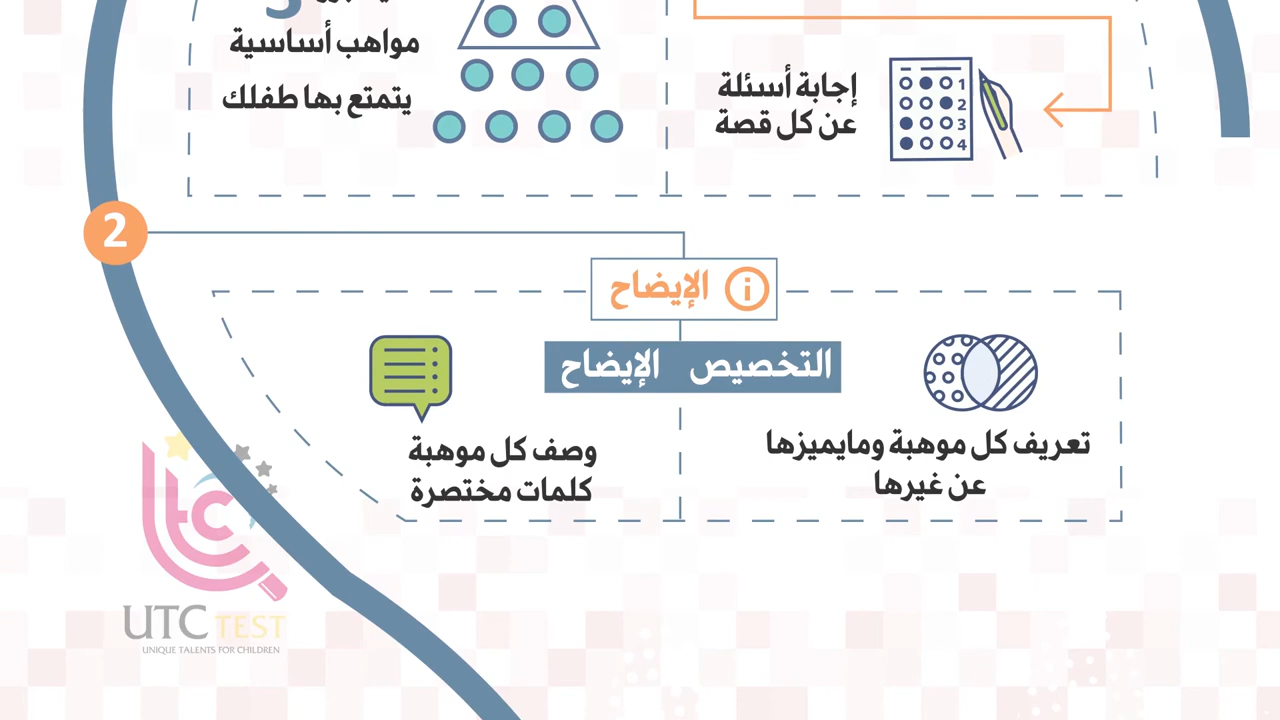 إجابة أسئلة
عن كل قصة
1
2
3
4
مواهب أساسية
يتمتع بها طفلك
2
الإيضاح
التخصيص الإيضاح
تعريف كل موهبة ومايميزها
عن غيرها
وصف كل موهبة
كلمات مختصرة
UTC TEST
UNIQUE TALENTS FOR CHILDREN